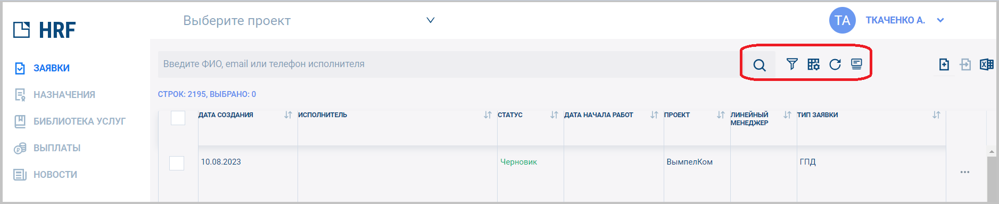 HRF
Выберите проект
ТА ТКАЧЕНКО А.
ЗАЯВКИ
НАЗНАЧЕНИЯ
БИБЛИОТЕКА УСЛУГ
ВЫПЛАТЫ
НОВОСТИ
Введите ФИО, email или телефон исполнителя
СТРОК: 2195, ВЫБРАНО: 0
ДАТА СОЗДАНИЯ ИСПОЛНИТЕЛЬ СТАТУС ДАТА НАЧАЛА РАБОТ ПРОЕКТ ЛИНЕЙНЫЙ ТИП ЗАЯВКИ
МЕНЕДЖЕР
10.08.2023 Черновик ВымпелКом ГПД